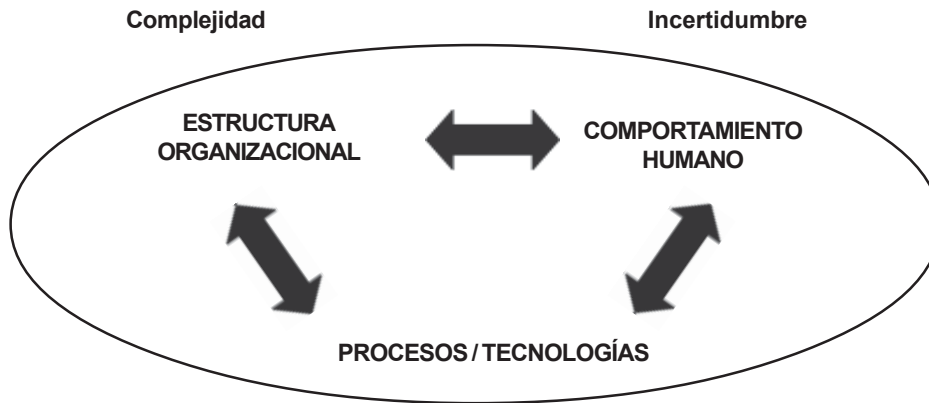 Complejidad
Incertidumbre
ESTRUCTURA
ORGANIZACIONAL
COMPORTAMIENTO
HUMANO
PROCESOS / TECNOLOGÍAS